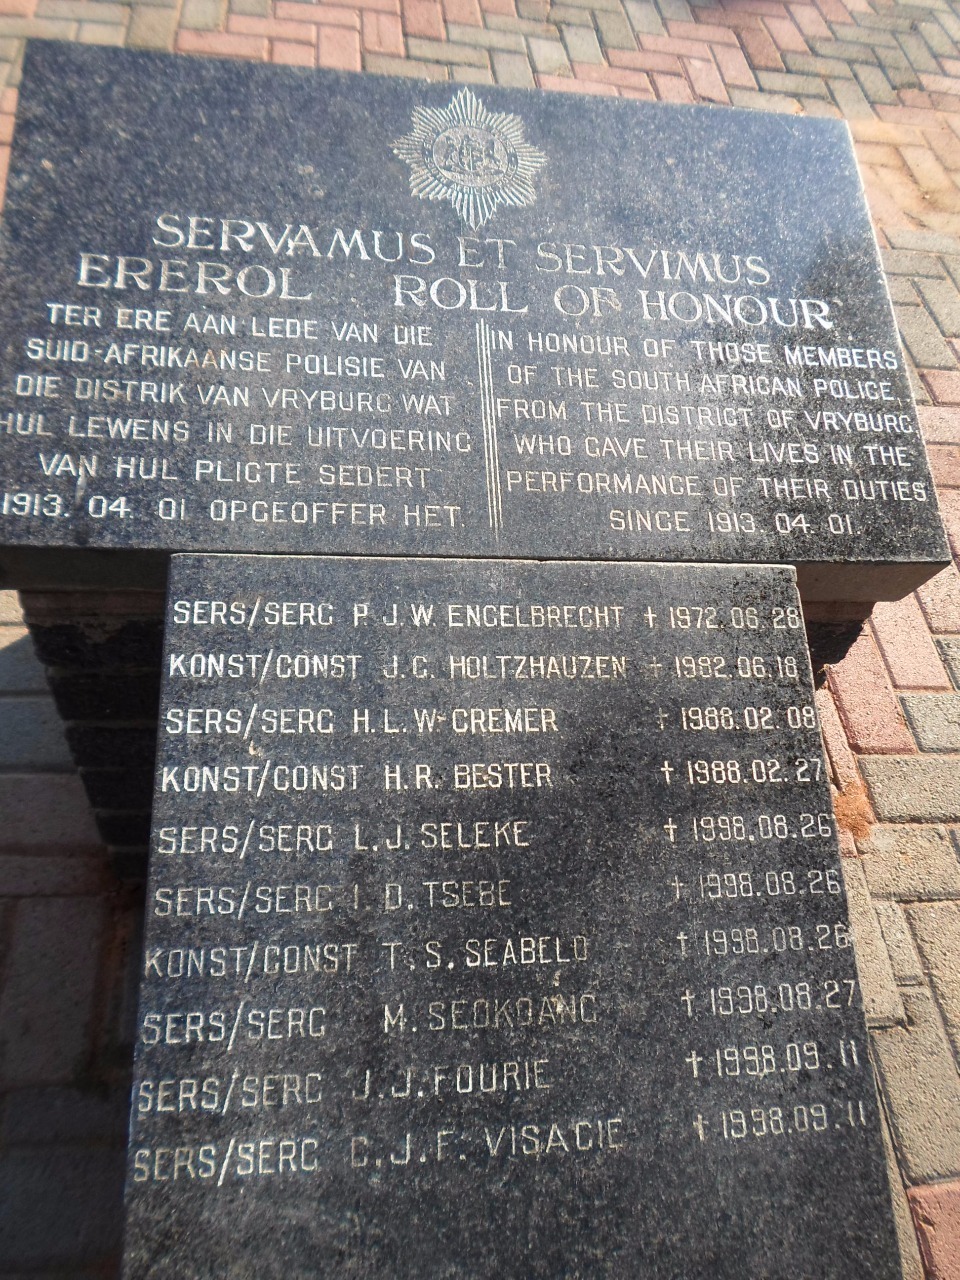 SERVAMUS ET SERVIMUS
EREROL ROLL OF HONOUR
TER ERE AAN LEDE VAN DIE
SUID-AFRIKAANSE POLISIE VAN
DIE DISTRIK VAN VRYBURG WAT
HUL LEWENS IN DIE UITVOERING
VAN HUL PLIGTE SEDERT
1913. 04. 01 OPGEOFFER HET.
IN HONOUR OF THOSE MEMBERS
OF THE SOUTH AFRICAN POLICE
FROM THE DISTRICT OF VRYBURG
WHO GAVE THEIR LIVES IN THE
PERFORMANCE OF THEIR DUTIES
SINCE 1913. 04. 01.
SERS/SERG P. J. W. ENGELBRECHT † 1972. 06. 28
KONST/CONST J. G. HOLTZHAUZEN † 1982. 06. 18
SERS/SERG H. L. W. CREMER † 1988. 02. 08
KONST/CONST H. R. BESTER † 1988. 02. 27
SERS/SERG L. J. SELEKE † 1998. 08. 26
SERS/SERG I. D. TSEBE † 1998. 08. 26
KONST/CONST T. S. SEABELO † 1998. 08. 26
SERS/SERG M. SEOKGANG † 1998. 08. 27
SERS/SERG J. J. FOURIE † 1998. 09. 11
SERS/SERG C. J. F. VISAGIE † 1998. 09. 11